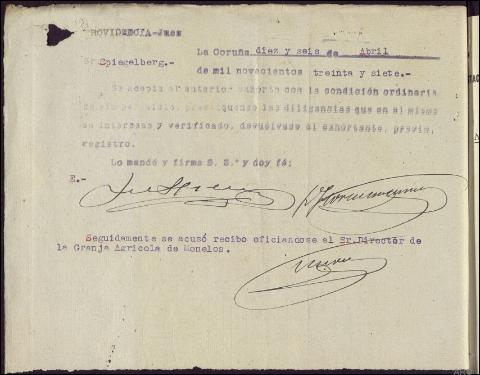 PROVIDENCIA-Juez
La Coruña diez y seis de Abril
Sr Spiegelberg.-
de mil novecientos treinta y siete.-
Se acepta el anterior exhorto con la condición ordinaria
de sin perjuicio, practíquense las diligencias que en el mismo
se interesan y verificado, devuélvase al exhortante, previo,
registro.
Lo mandó y firma S. Sª y doy fé;
E.-
Seguidamente se acusó recibo oficiandose al Sr.Director de
la Granja Agricola de Monelos.